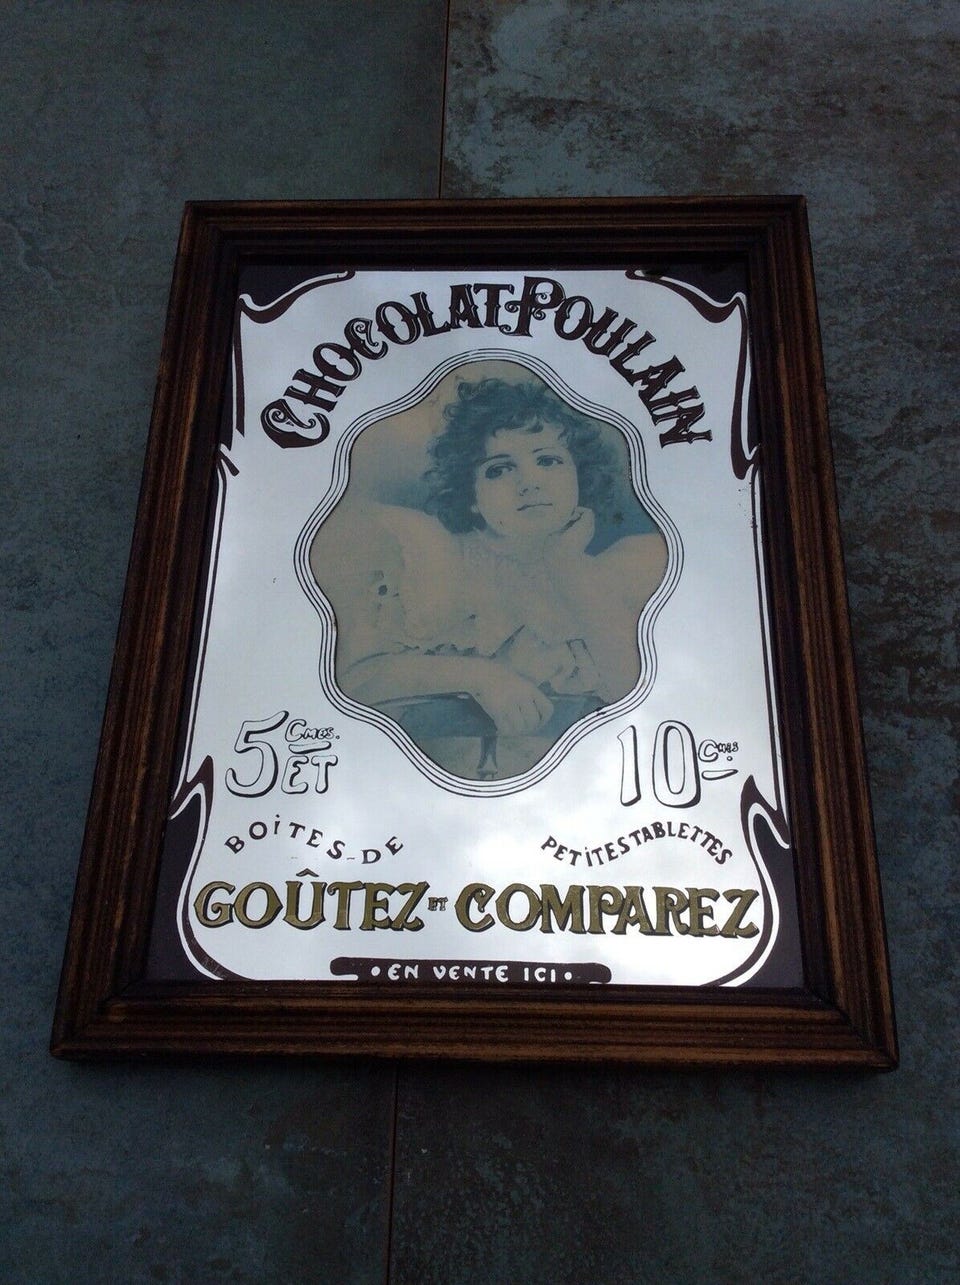 CHOCOLAT-POULAIN
5 Cmes. ET 10 Cmes
BOITES-DE PETITES TABLETTES
GOÛTEZ ET COMPAREZ
• EN VENTE ICI •